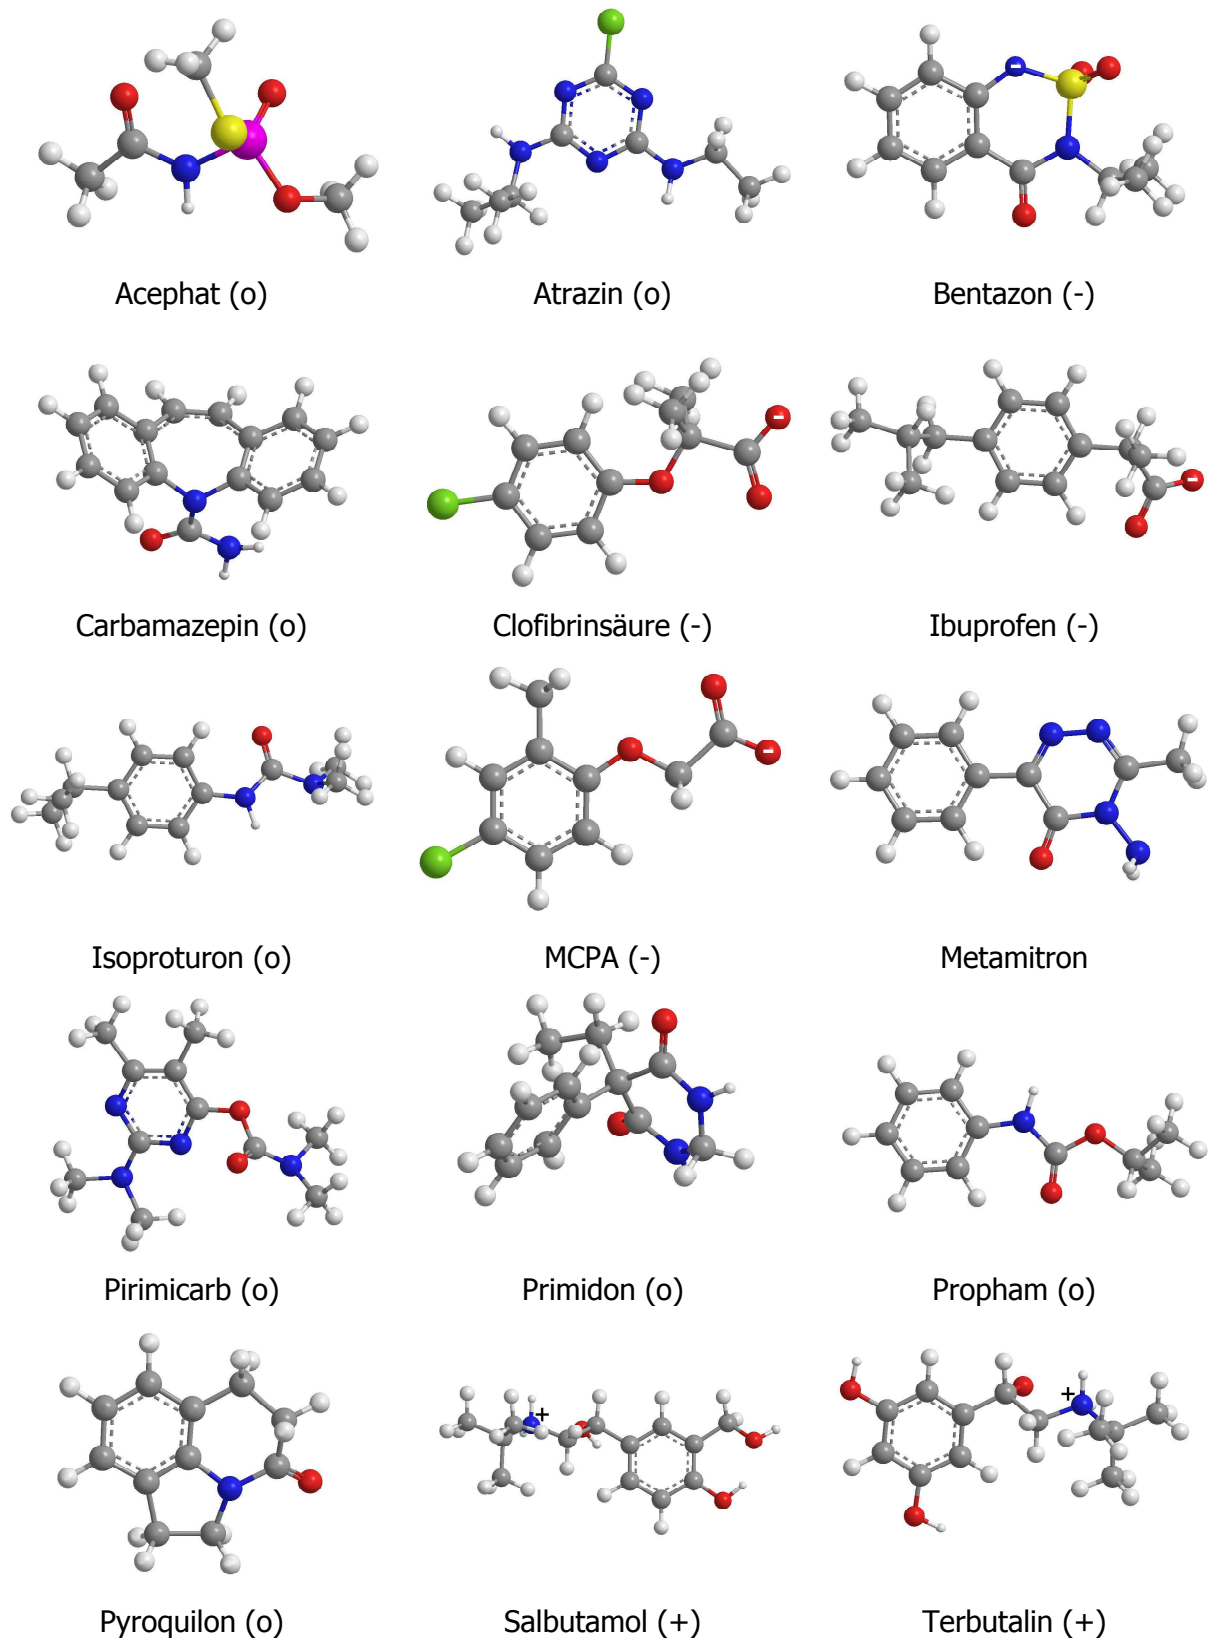 Acephat (o) Atrazin (o) Bentazon (-)
Carbamazepin (o) Clofibrinsäure (-) Ibuprofen (-)
Isoproturon (o) MCPA (-) Metamitron
Pirimicarb (o) Primidon (o) Propham (o)
+ +
Pyroquilon (o) Salbutamol (+) Terbutalin (+)